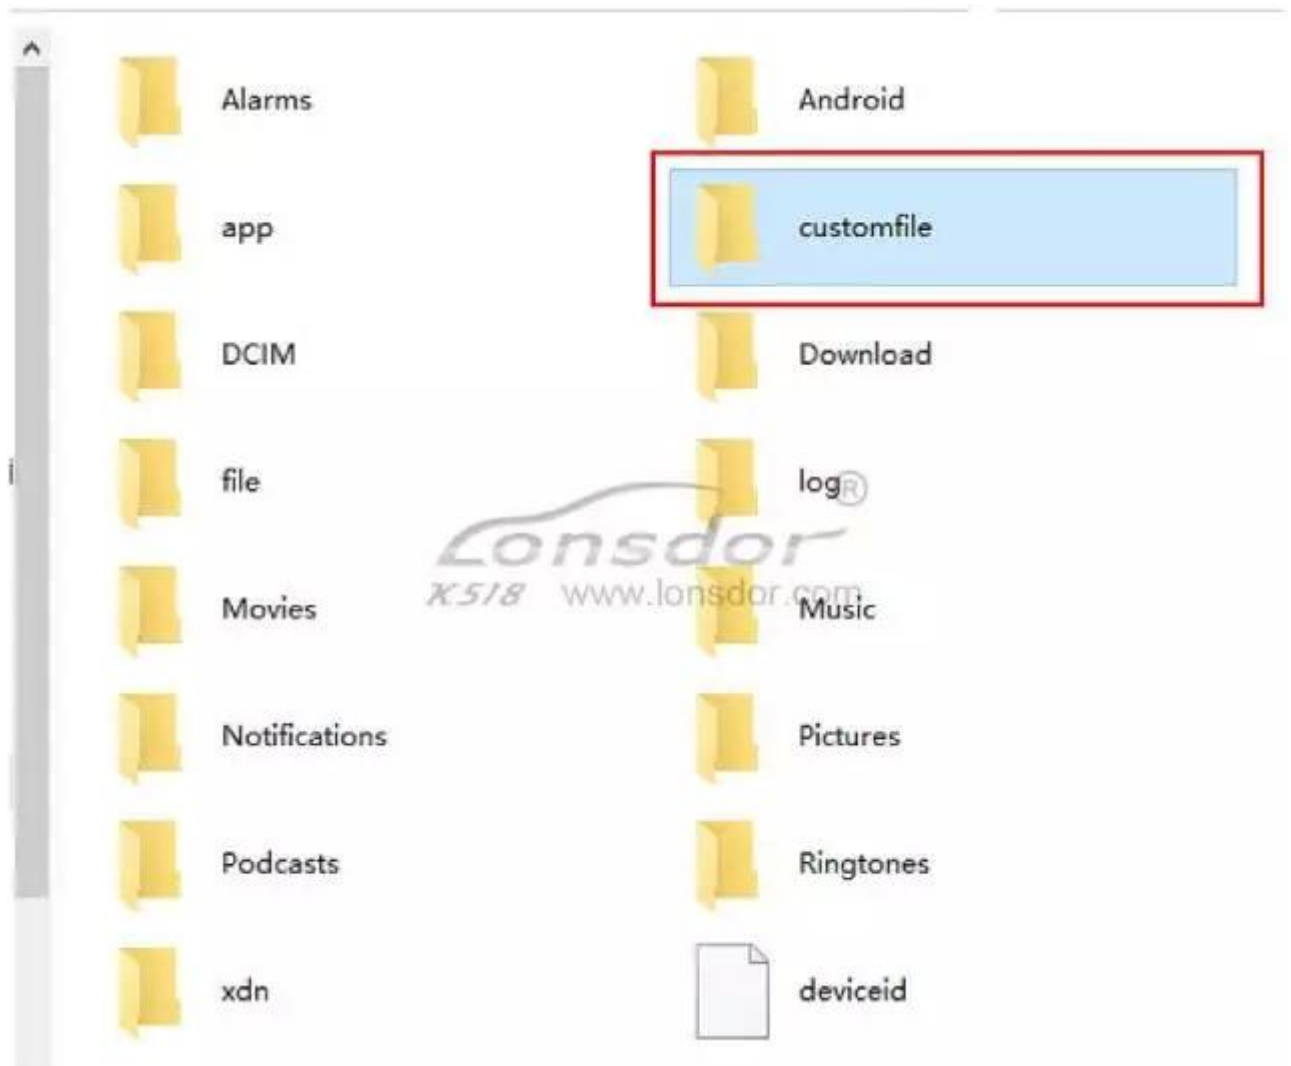 Alarms Android
app customfile
DCIM Download
file log®
Lonsdor
K518 www.lonsdor.com
Movies Music
Notifications Pictures
Podcasts Ringtones
xdn deviceid